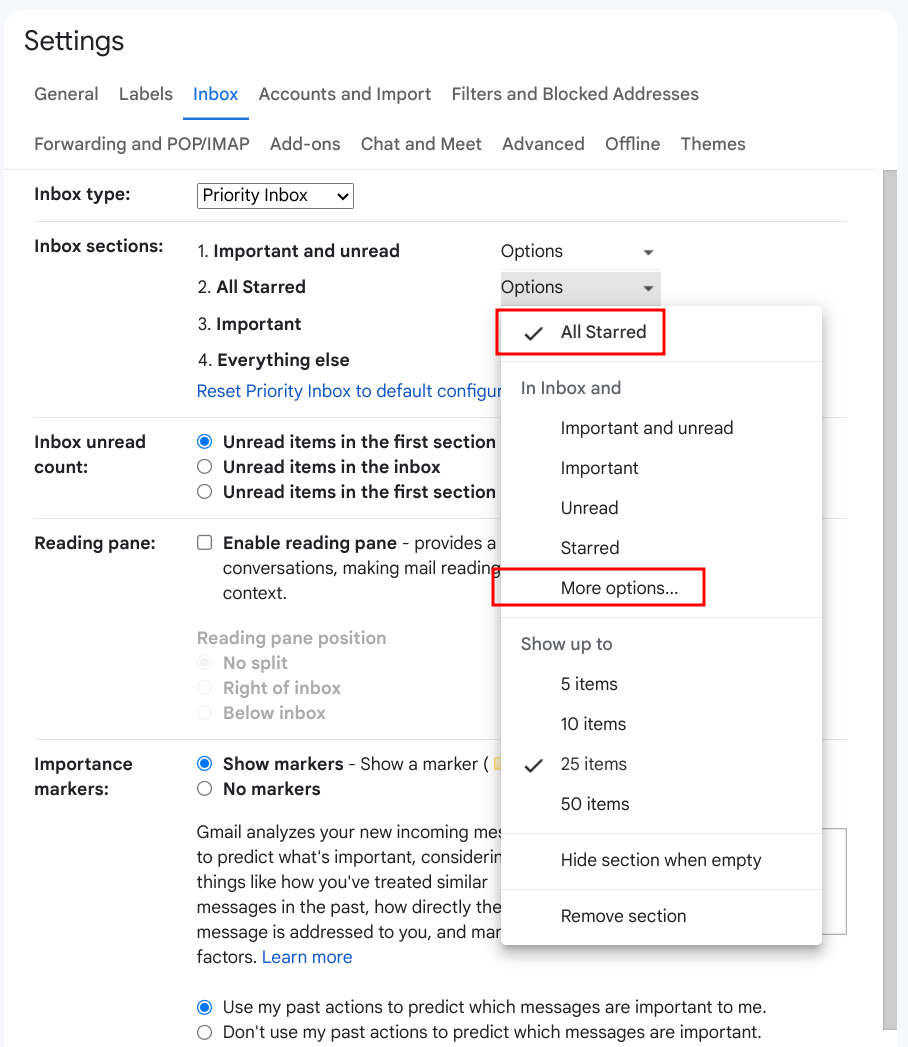 Settings
General Labels Inbox Accounts and Import Filters and Blocked Addresses
Forwarding and POP/IMAP Add-ons Chat and Meet Advanced Offline Themes
Inbox type: Priority Inbox
Inbox sections: 1. Important and unread Options
2. All Starred Options
3. Important
4. Everything else
Reset Priority Inbox to default configur
All Starred
In Inbox and
Important and unread
Important
Unread
Starred
More options...
Show up to
5 items
10 items
25 items
50 items
Hide section when empty
Remove section
Inbox unread
count:
Unread items in the first section
Unread items in the inbox
Unread items in the first section
Reading pane: Enable reading pane - provides a
conversations, making mail reading
context.
Reading pane position
No split
Right of inbox
Below inbox
Importance
markers:
Show markers - Show a marker (
No markers
Gmail analyzes your new incoming mes
to predict what's important, considerin
things like how you've treated similar
messages in the past, how directly the
message is addressed to you, and mar
factors. Learn more
Use my past actions to predict which messages are important to me.
Don't use my past actions to predict which messages are important.